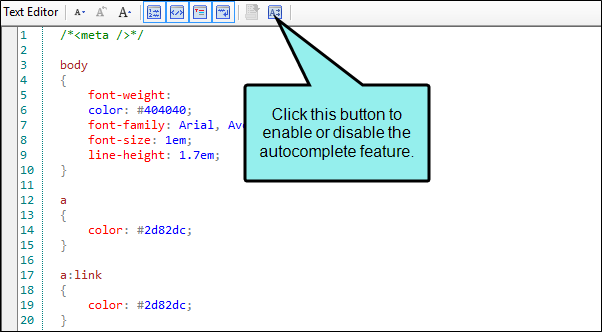 Text Editor A A A
1 /*<meta />*/
2
3 body
4 {
5 font-weight:
6 color: #404040;
7 font-family: Arial,
8 font-size: 1em;
9 line-height: 1.7em;
10 }
11
12 a
13 {
14 color: #2d82dc;
15 }
16
17 a:link
18 {
19 color: #2d82dc;
20 }
Click this button to
enable or disable the
autocomplete feature.